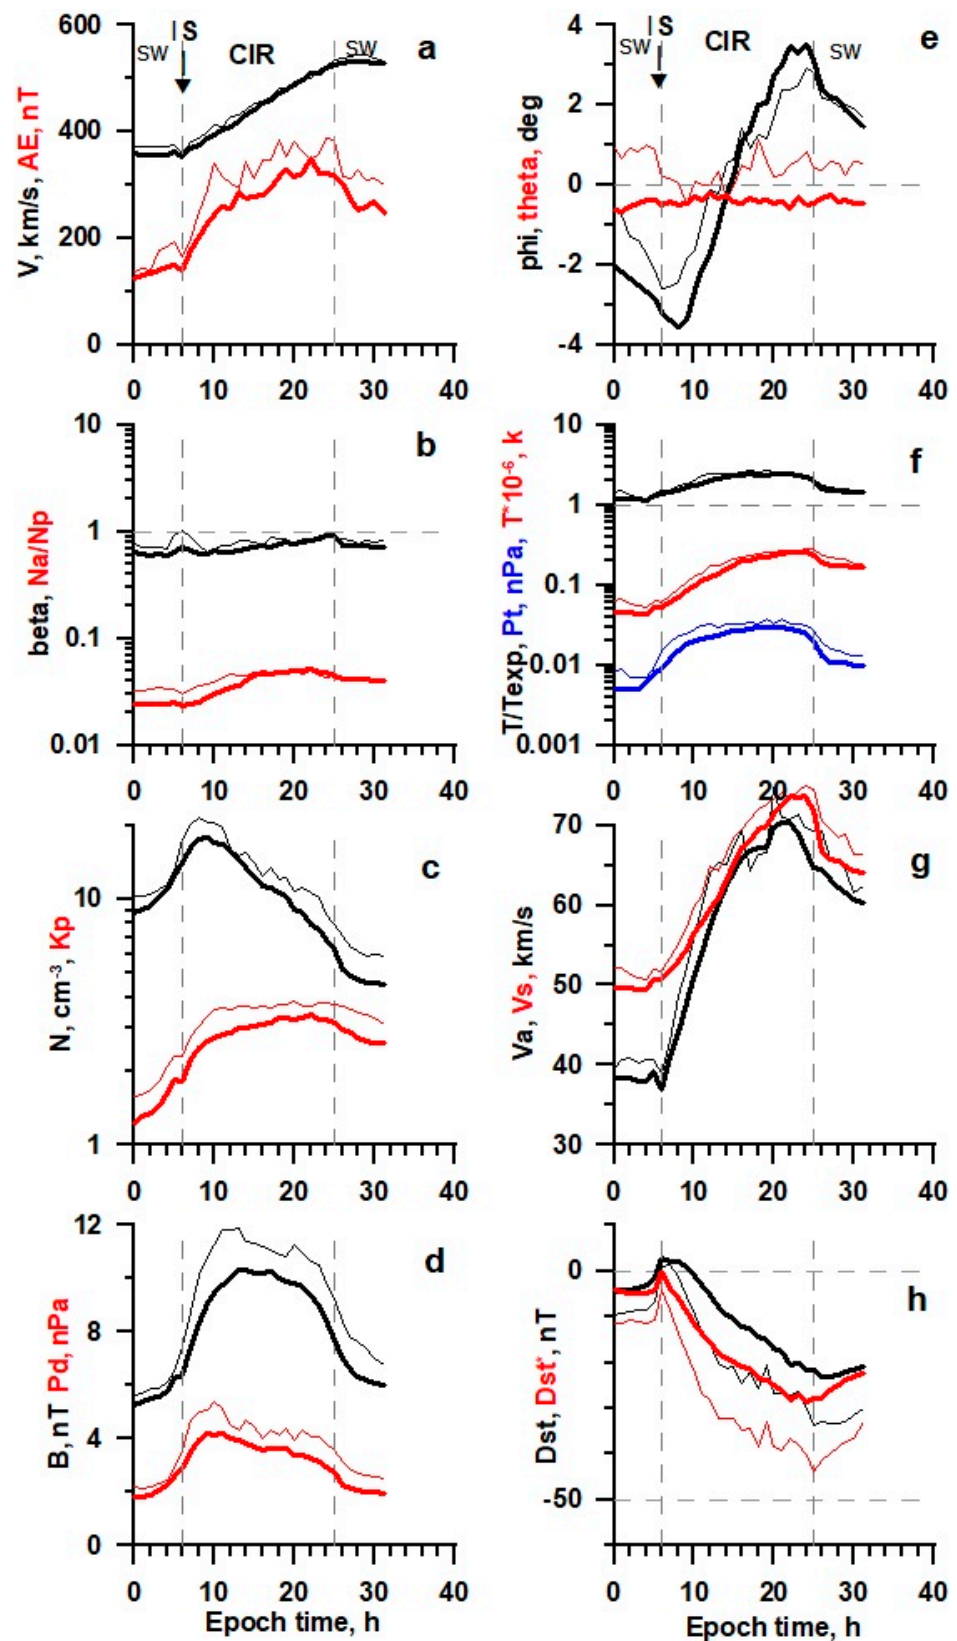 600
400
200
0
0 10 20 30 40
V, km/s, AE, nT
SW
IS
CIR
SW
a
4
2
0
-2
-4
0 10 20 30 40
phi, theta, deg
SW
IS
CIR
SW
e
10
1
0.1
0.01
0 10 20 30 40
beta, Na/Np
b
10
1
0.1
0.01
0.001
0 10 20 30 40
T/Texp, Pt, nPa, T*10⁻⁶, k
f
10
1
0 10 20 30 40
N, cm⁻³, Kp
c
70
60
50
40
30
0 10 20 30 40
Va, Vs, km/s
g
12
8
4
0
0 10 20 30 40
B, nT Pd, nPa
d
Epoch time, h
0
-50
0 10 20 30 40
Dst, Dst*, nT
h
Epoch time, h